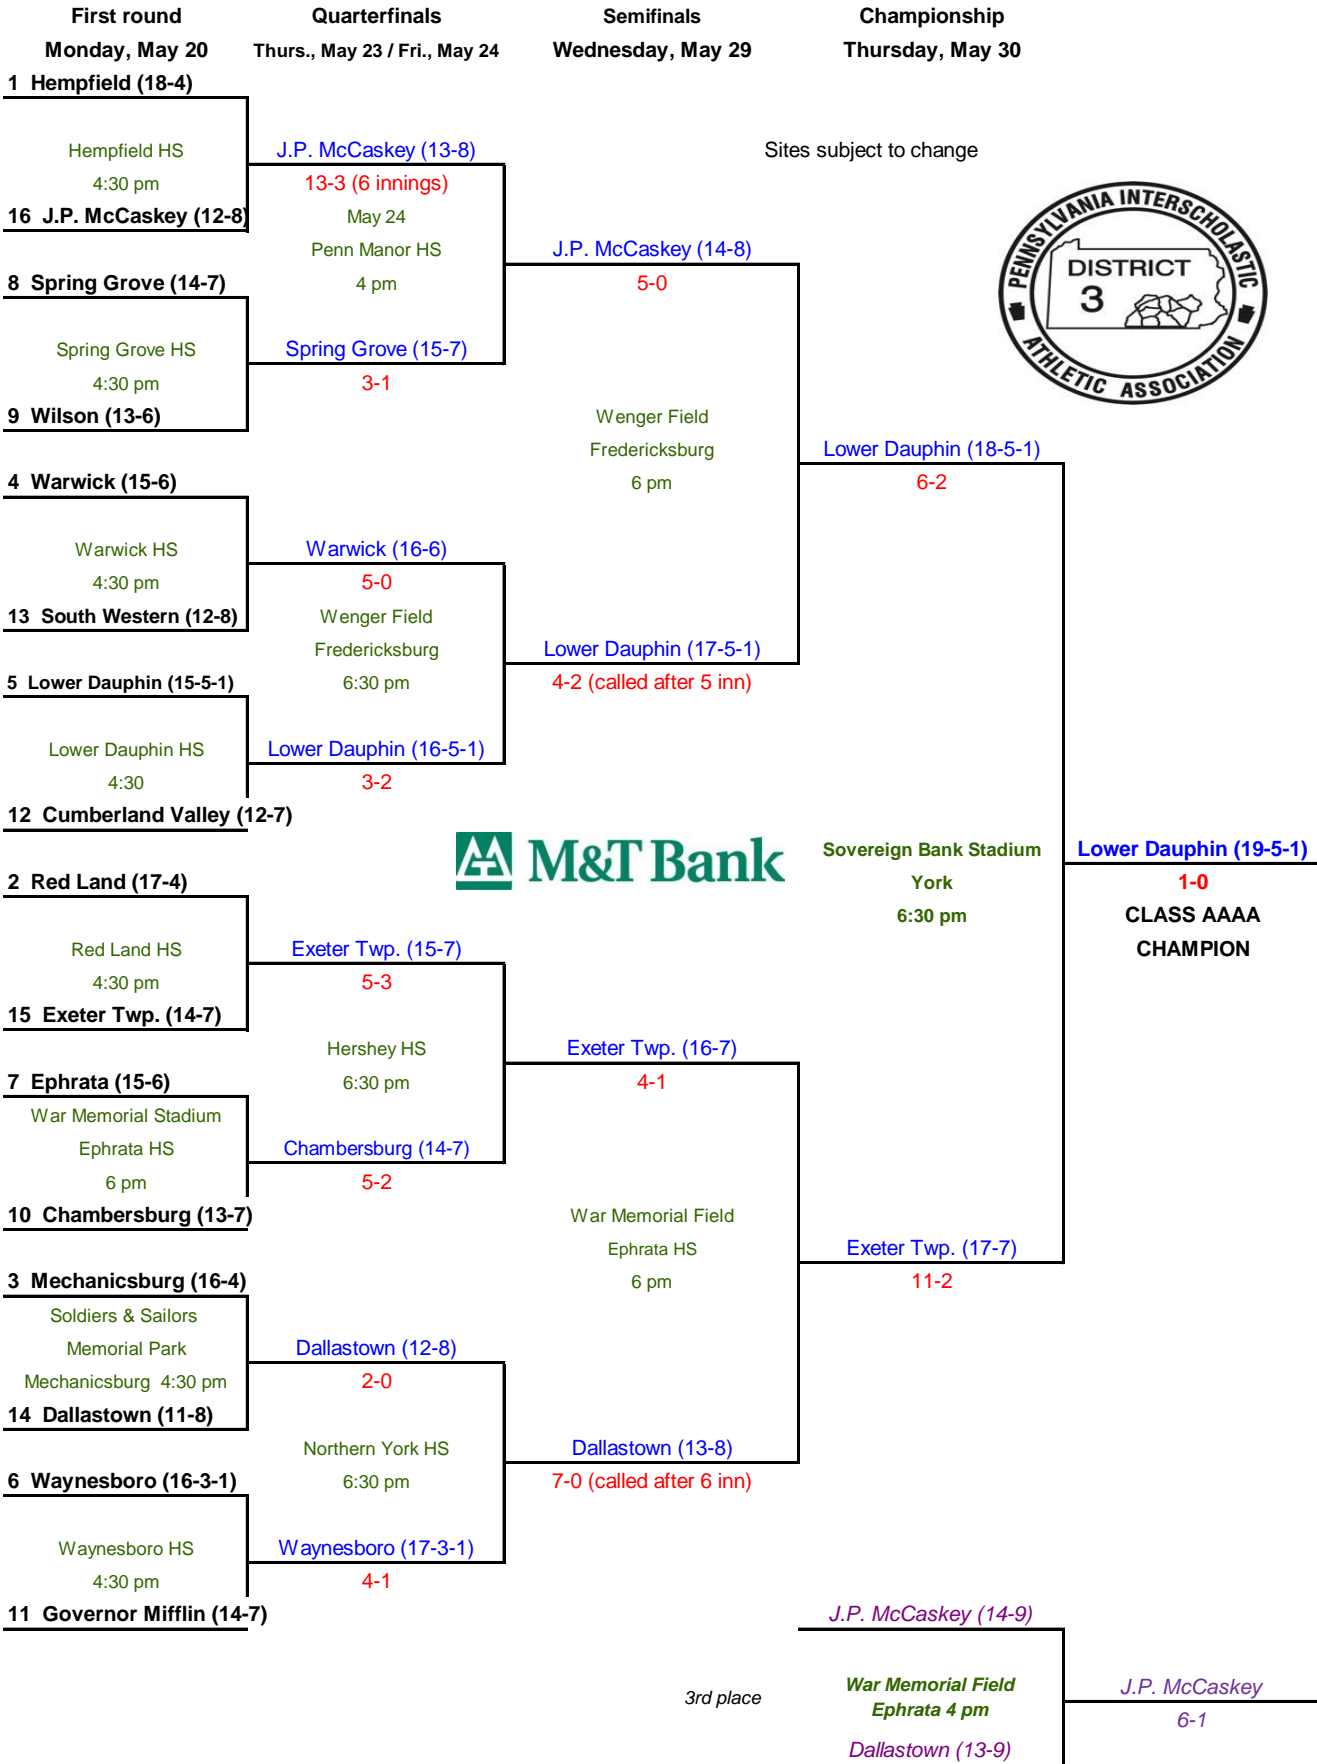 First round
Quarterfinals
Semifinals
Championship
Monday, May 20
Thurs., May 23 / Fri., May 24
Wednesday, May 29
Thursday, May 30
1 Hempfield (18-4)
Hempfield HS
4:30 pm
16 J.P. McCaskey (12-8)
8 Spring Grove (14-7)
Spring Grove HS
4:30 pm
9 Wilson (13-6)
4 Warwick (15-6)
Warwick HS
4:30 pm
13 South Western (12-8)
5 Lower Dauphin (15-5-1)
Lower Dauphin HS
4:30
12 Cumberland Valley (12-7)
2 Red Land (17-4)
Red Land HS
4:30 pm
15 Exeter Twp. (14-7)
7 Ephrata (15-6)
War Memorial Stadium
Ephrata HS
6 pm
10 Chambersburg (13-7)
3 Mechanicsburg (16-4)
Soldiers & Sailors
Memorial Park
Mechanicsburg 4:30 pm
14 Dallastown (11-8)
6 Waynesboro (16-3-1)
Waynesboro HS
4:30 pm
11 Governor Mifflin (14-7)
J.P. McCaskey (13-8)
13-3 (6 innings)
May 24
Penn Manor HS
4 pm
Spring Grove (15-7)
3-1
Warwick (16-6)
5-0
Wenger Field
Fredericksburg
6:30 pm
Lower Dauphin (16-5-1)
3-2
Exeter Twp. (15-7)
5-3
Hershey HS
6:30 pm
Chambersburg (14-7)
5-2
Dallastown (12-8)
2-0
Northern York HS
6:30 pm
Waynesboro (17-3-1)
4-1
J.P. McCaskey (14-8)
5-0
Wenger Field
Fredericksburg
6 pm
Lower Dauphin (17-5-1)
4-2 (called after 5 inn)
M&T Bank
Exeter Twp. (16-7)
4-1
War Memorial Field
Ephrata HS
6 pm
Dallastown (13-8)
7-0 (called after 6 inn)
Sites subject to change
PENNSYLVANIA INTERSCHOLASTIC
DISTRICT
3
ATHLETIC ASSOCIATION
Lower Dauphin (18-5-1)
6-2
Sovereign Bank Stadium
York
6:30 pm
Exeter Twp. (17-7)
11-2
Lower Dauphin (19-5-1)
1-0
CLASS AAAA
CHAMPION
3rd place
J.P. McCaskey (14-9)
War Memorial Field
Ephrata 4 pm
Dallastown (13-9)
J.P. McCaskey
6-1